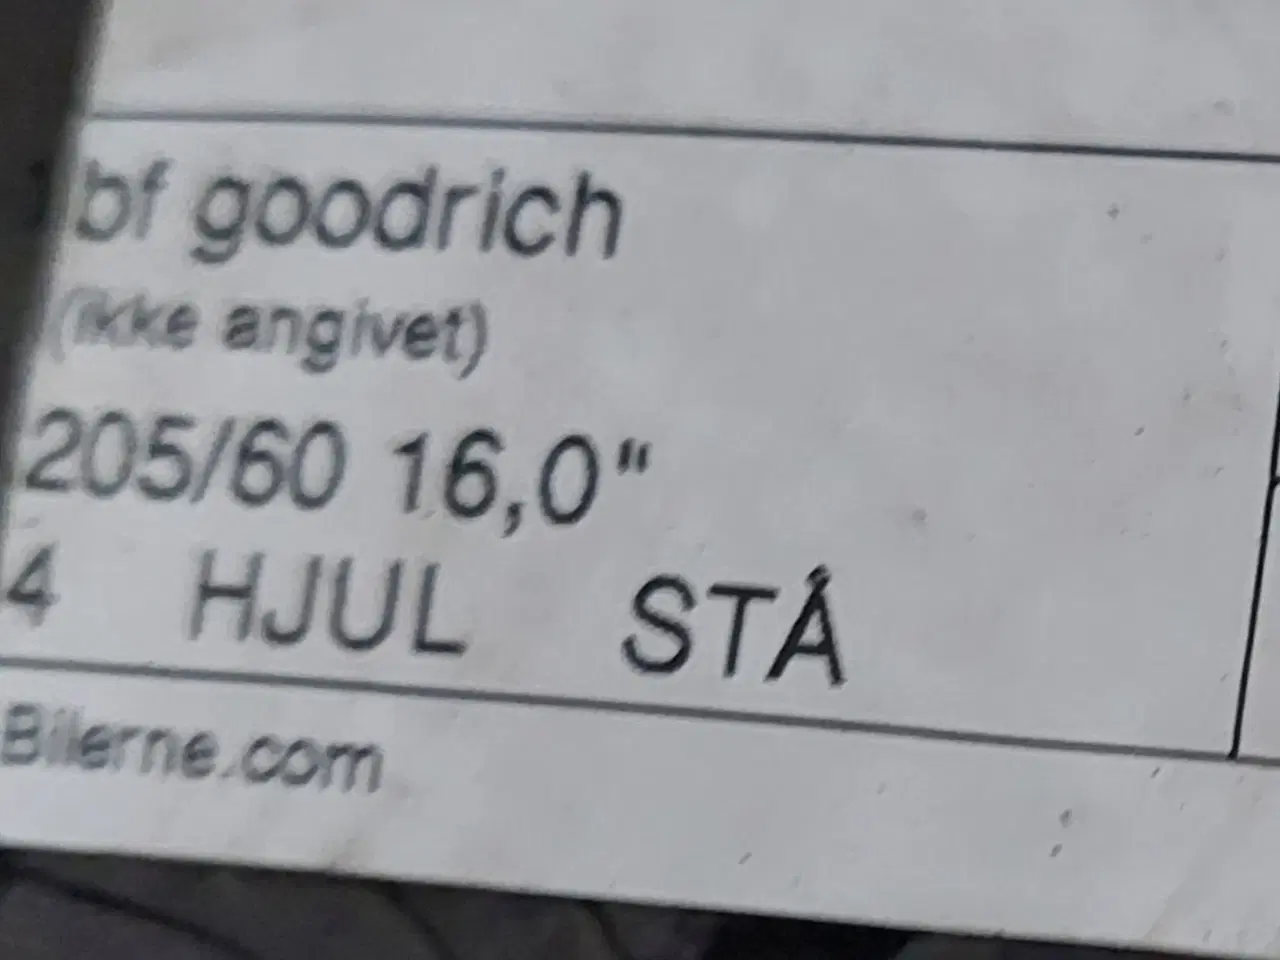 bf goodrich
(ikke angivet)
205/60 16,0"
4 HJUL STÅ
Bilerne.com